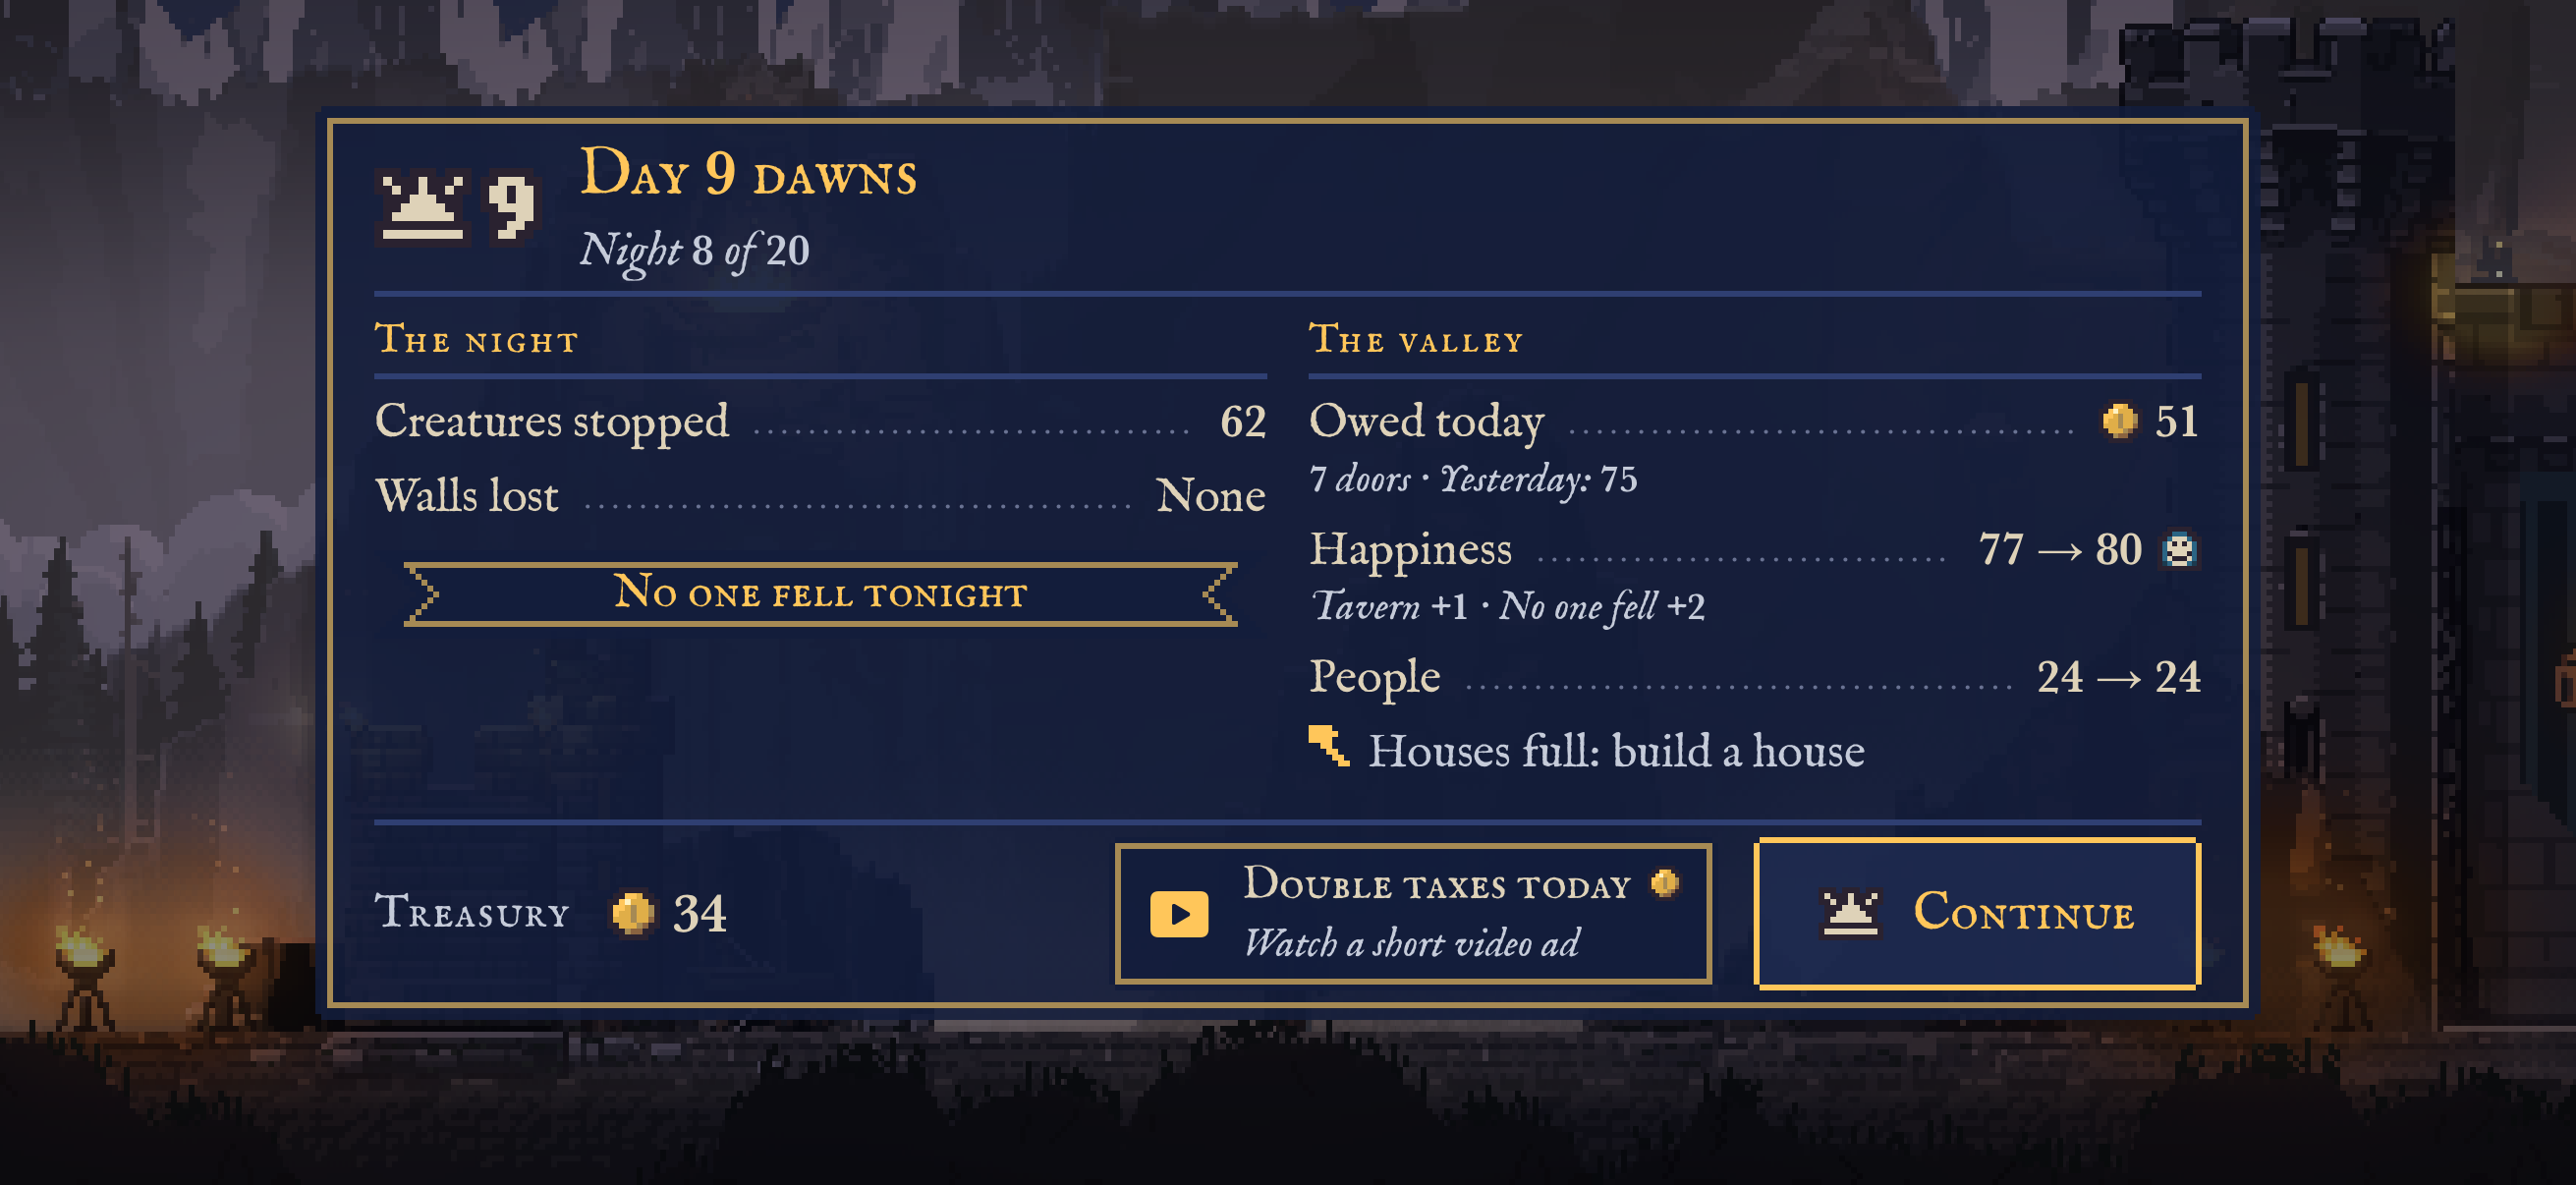 9
Day 9 dawns
Night 8 of 20
The night
Creatures stopped 62
Walls lost None
No one fell tonight
The valley
Owed today 51
7 doors · Yesterday: 75
Happiness 77 → 80
Tavern +1 · No one fell +2
People 24 → 24
Houses full: build a house
Treasury 34
Double taxes today
Watch a short video ad
Continue